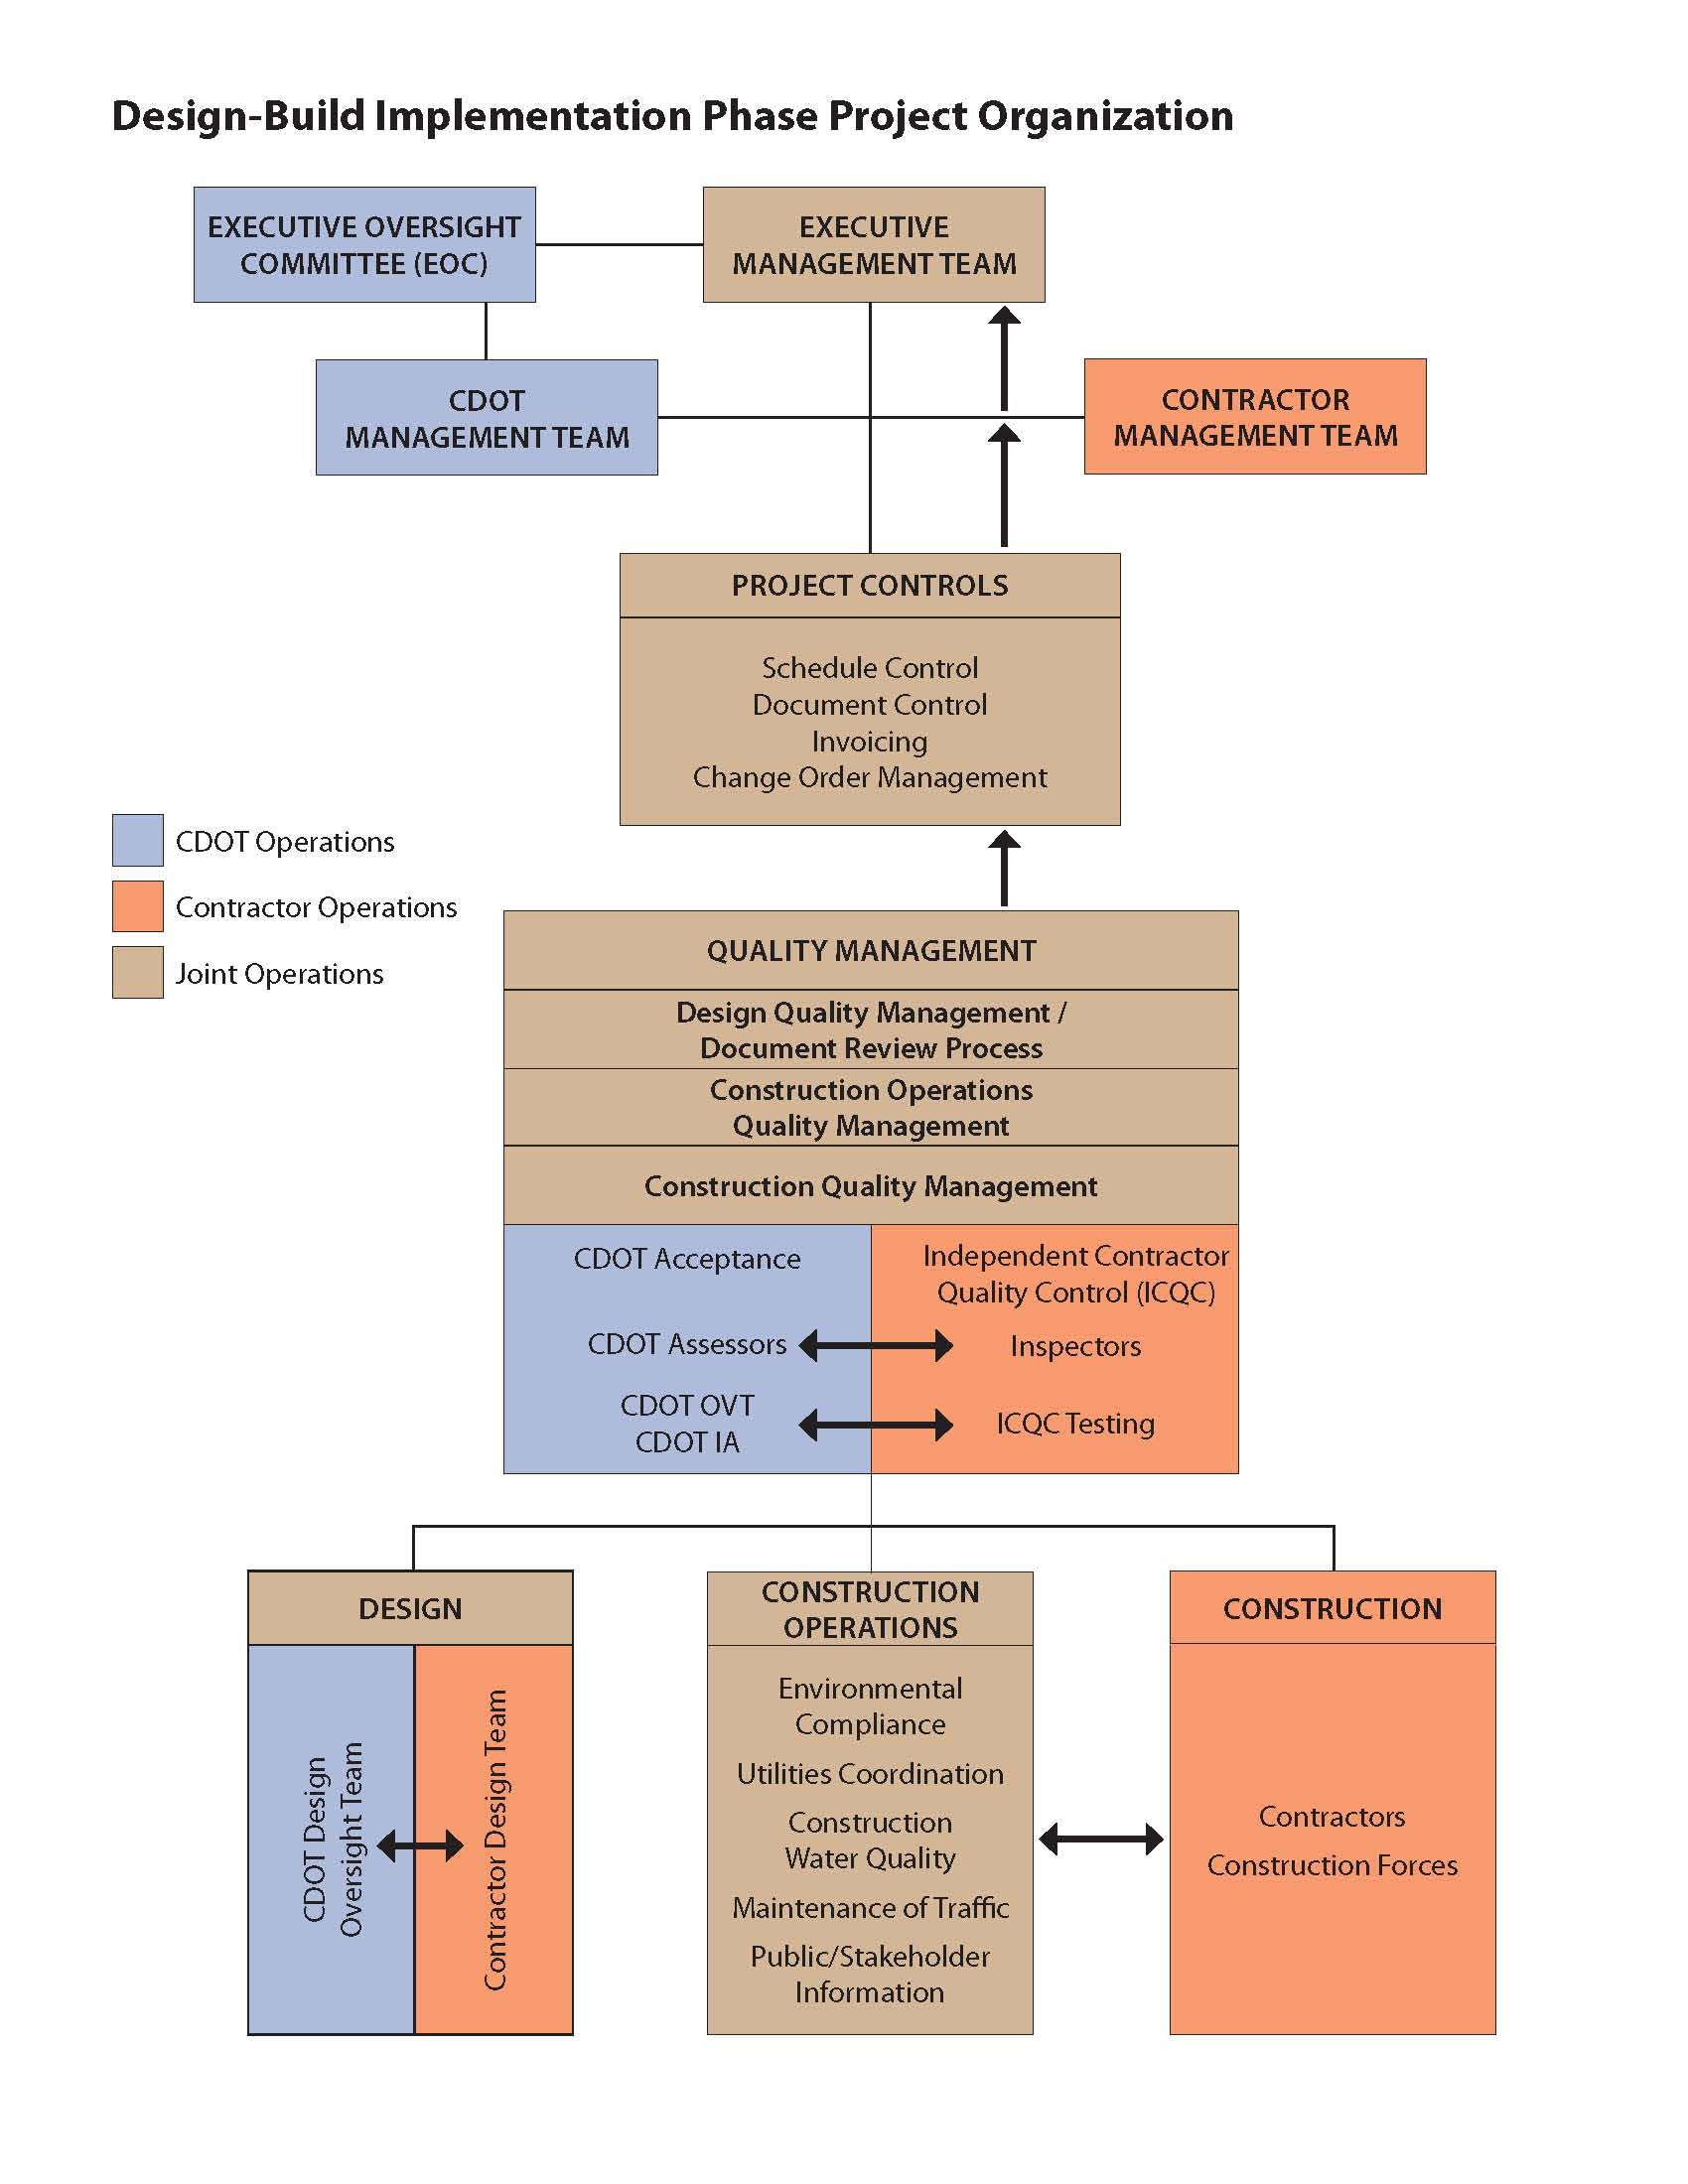 Design-Build Implementation Phase Project Organization
EXECUTIVE OVERSIGHT
COMMITTEE (EOC)
EXECUTIVE
MANAGEMENT TEAM
CDOT
MANAGEMENT TEAM
CONTRACTOR
MANAGEMENT TEAM
PROJECT CONTROLS
Schedule Control
Document Control
Invoicing
Change Order Management
CDOT Operations
Contractor Operations
Joint Operations
QUALITY MANAGEMENT
Design Quality Management /
Document Review Process
Construction Operations
Quality Management
Construction Quality Management
CDOT Acceptance
CDOT Assessors
CDOT OVT
CDOT IA
Independent Contractor
Quality Control (ICQC)
Inspectors
ICQC Testing
DESIGN
CDOT Design
Oversight Team
Contractor Design Team
CONSTRUCTION
OPERATIONS
Environmental
Compliance
Utilities Coordination
Construction
Water Quality
Maintenance of Traffic
Public/Stakeholder
Information
CONSTRUCTION
Contractors
Construction Forces